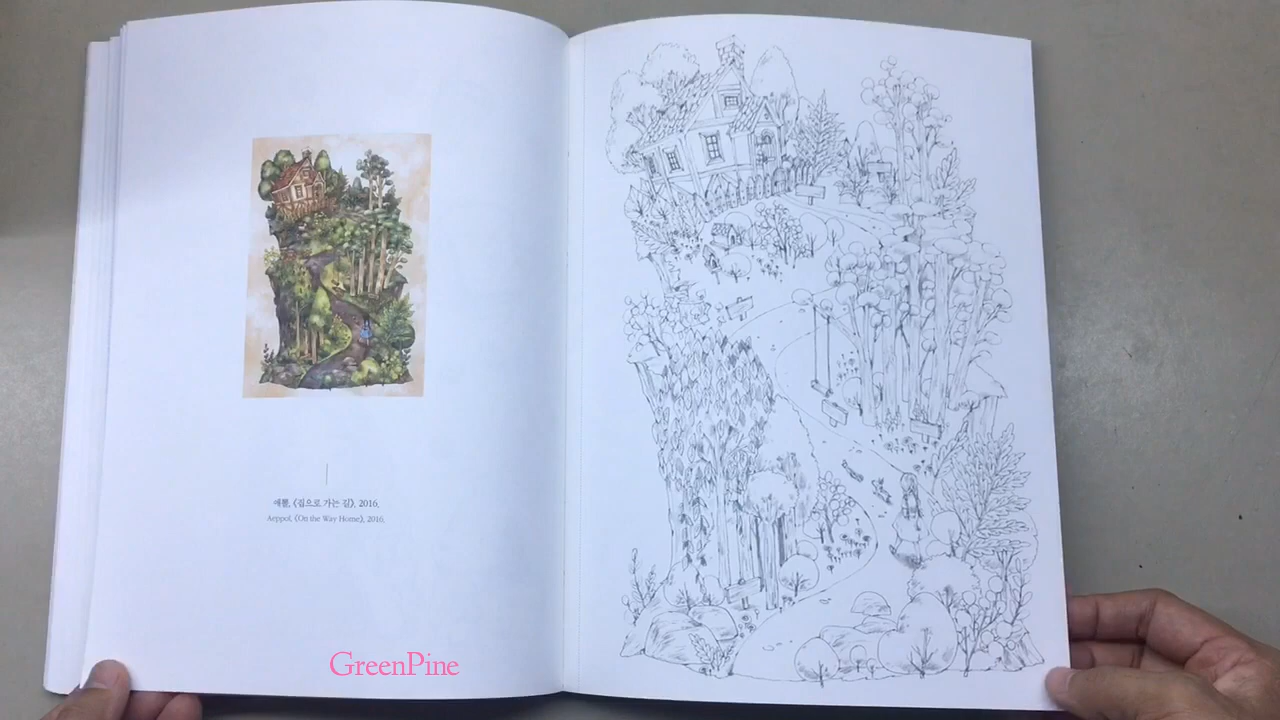 애뽈, 《집으로 가는 길》, 2016.
Aeppol, 《On the Way Home》, 2016.
GreenPine